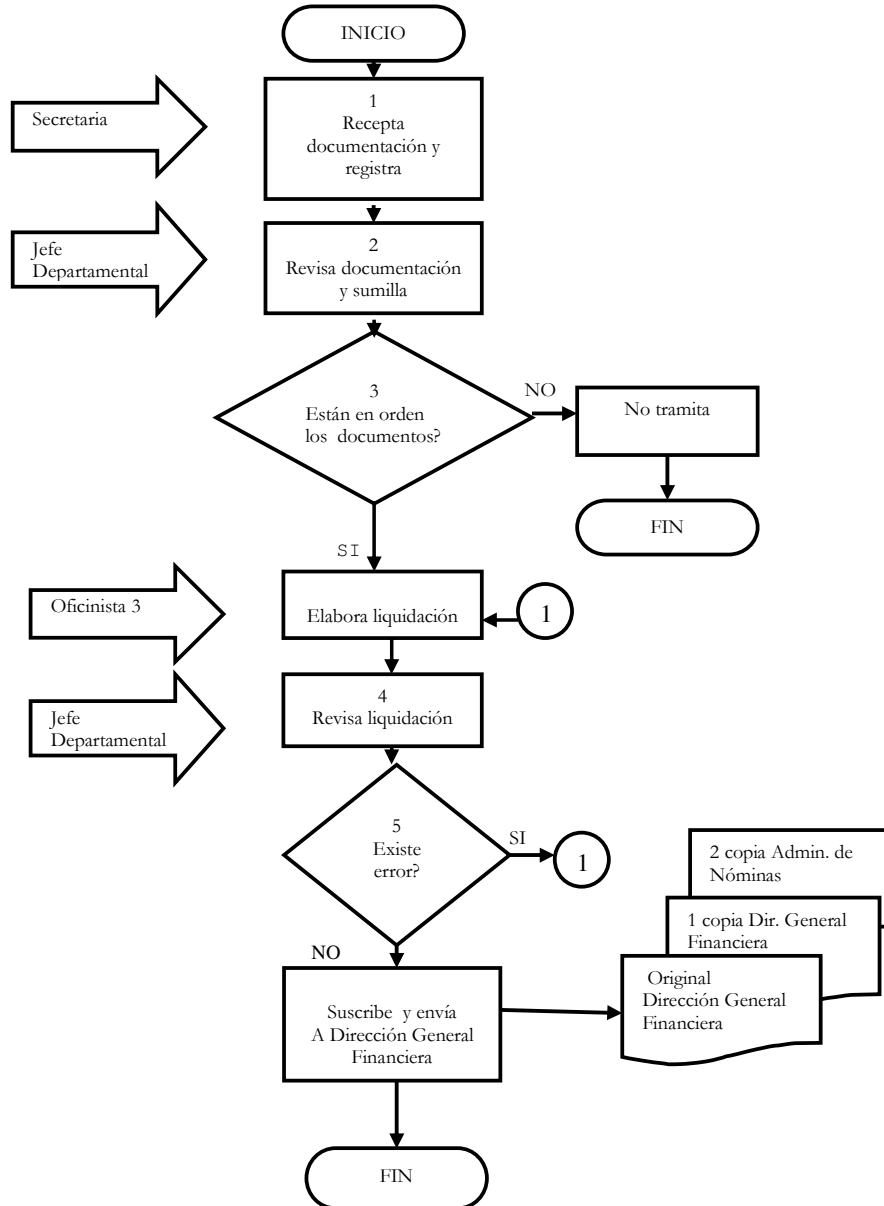 INICIO
Secretaria
1
Recepta
documentación y
registra
Jefe
Departamental
2
Revisa documentación
y sumilla
3
Están en orden
los documentos?
NO
No tramita
FIN
SI
Oficinista 3
Elabora liquidación
1
Jefe
Departamental
4
Revisa liquidación
5
Existe
error?
SI
1
2 copia Admin. de
Nóminas
1 copia Dir. General
Financiera
Original
Dirección General
Financiera
NO
Suscribe y envía
A Dirección General
Financiera
FIN